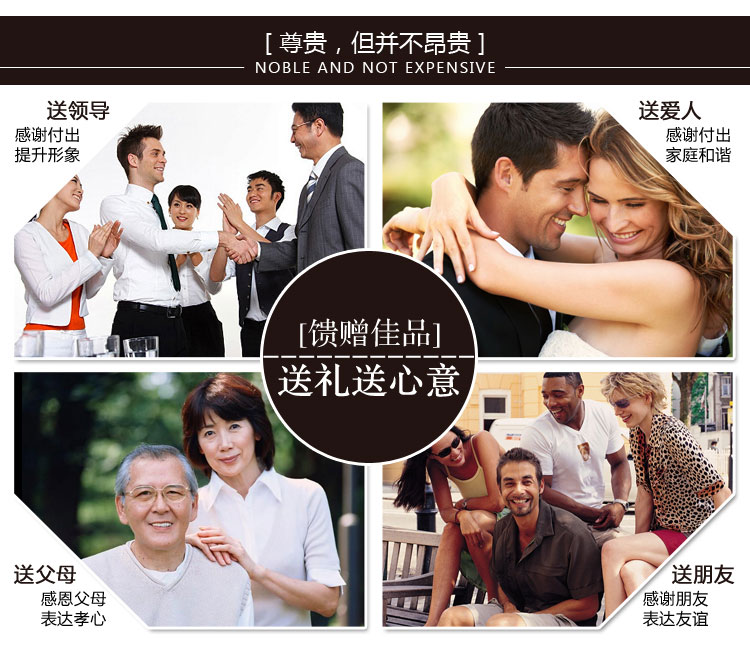 [ 尊贵，但并不昂贵 ]
NOBLE AND NOT EXPENSIVE
送领导
感谢付出
提升形象
送爱人
感谢付出
家庭和谐
[馈赠佳品]
送礼送心意
送父母
感恩父母
表达孝心
送朋友
感谢朋友
表达友谊